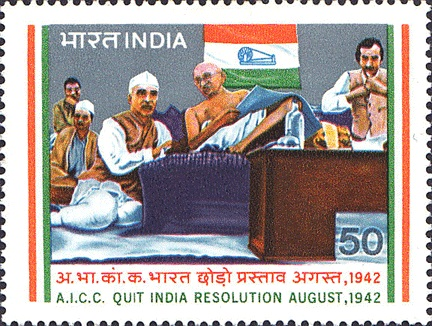 भारत INDIA
50
अ.भा.कां.क. भारत छोड़ो प्रस्ताव अगस्त,1942
A.I.C.C. QUIT INDIA RESOLUTION AUGUST,1942